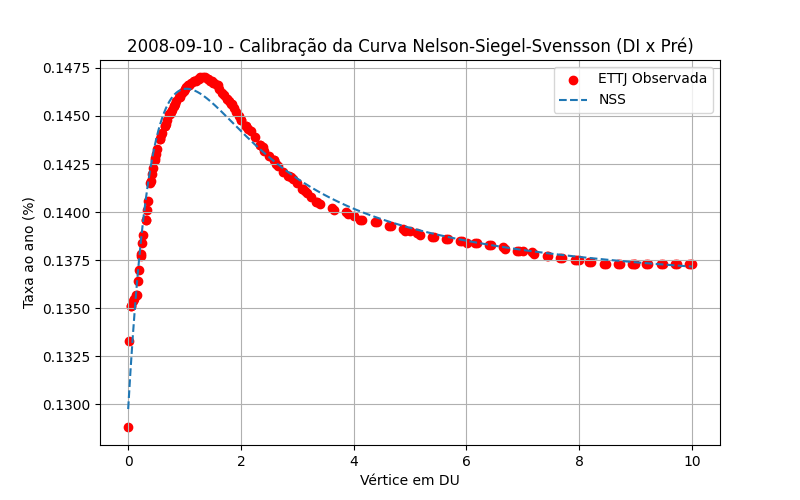 2008-09-10 - Calibração da Curva Nelson-Siegel-Svensson (DI x Pré)
ETTJ Observada
NSS
Taxa ao ano (%)
0.1475
0.1450
0.1425
0.1400
0.1375
0.1350
0.1325
0.1300
0 2 4 6 8 10
Vértice em DU